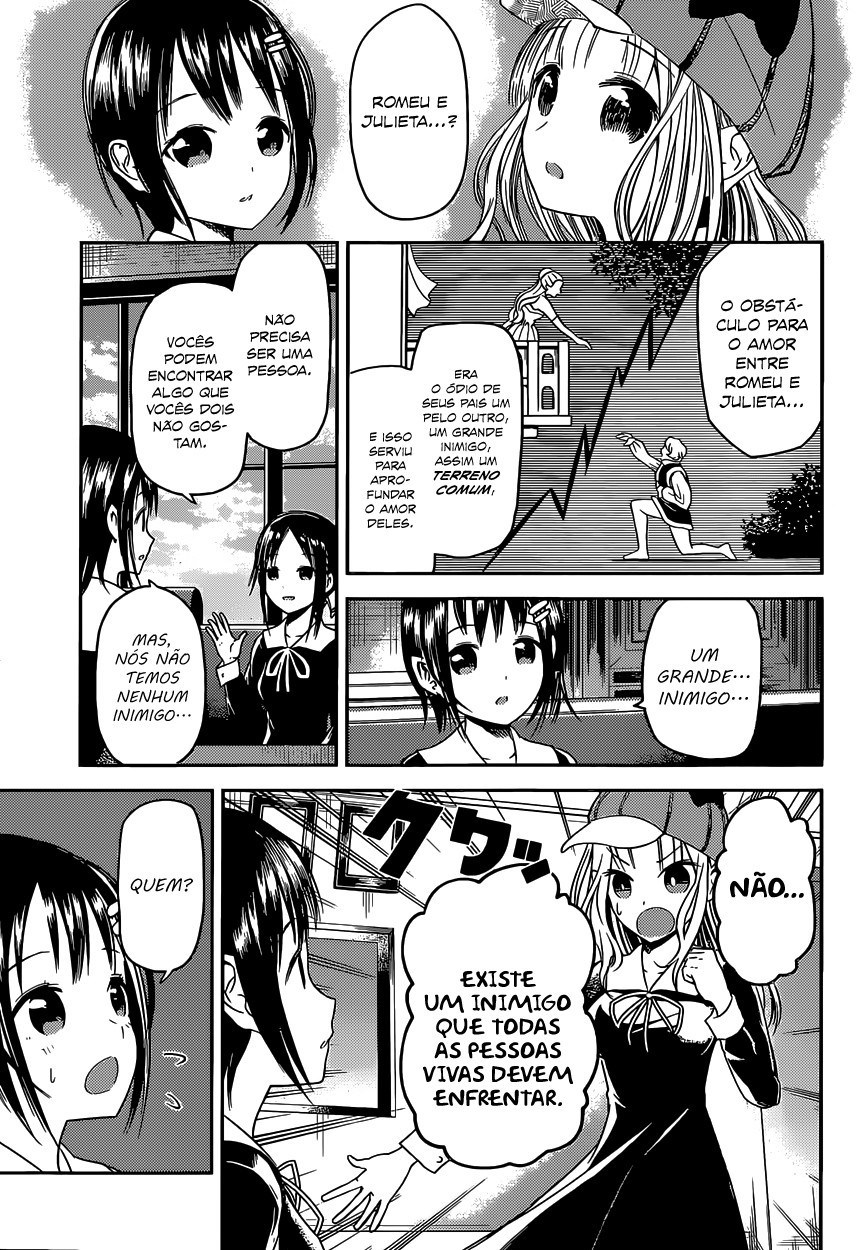 ROMEU E
JULIETA...?
O OBSTÁ-
CULO PARA
O AMOR
ENTRE
ROMEU E
JULIETA...
ERA
O ÓDIO DE
SEUS PAIS UM
PELO OUTRO,
UM GRANDE
INIMIGO,
ASSIM UM
TERRENO
COMUM,
E ISSO
SERVIU
PARA
APRO-
FUNDAR
O AMOR
DELES.
NÃO
PRECISA
SER UMA
PESSOA.
VOCÊS
PODEM
ENCONTRAR
ALGO QUE
VOCÊS DOIS
NÃO GOS-
TAM.
UM
GRANDE...
INIMIGO...
MAS,
NÓS NÃO
TEMOS
NENHUM
INIMIGO...
NÃO...
クワッ
EXISTE
UM INIMIGO
QUE TODAS
AS PESSOAS
VIVAS DEVEM
ENFRENTAR.
QUEM?